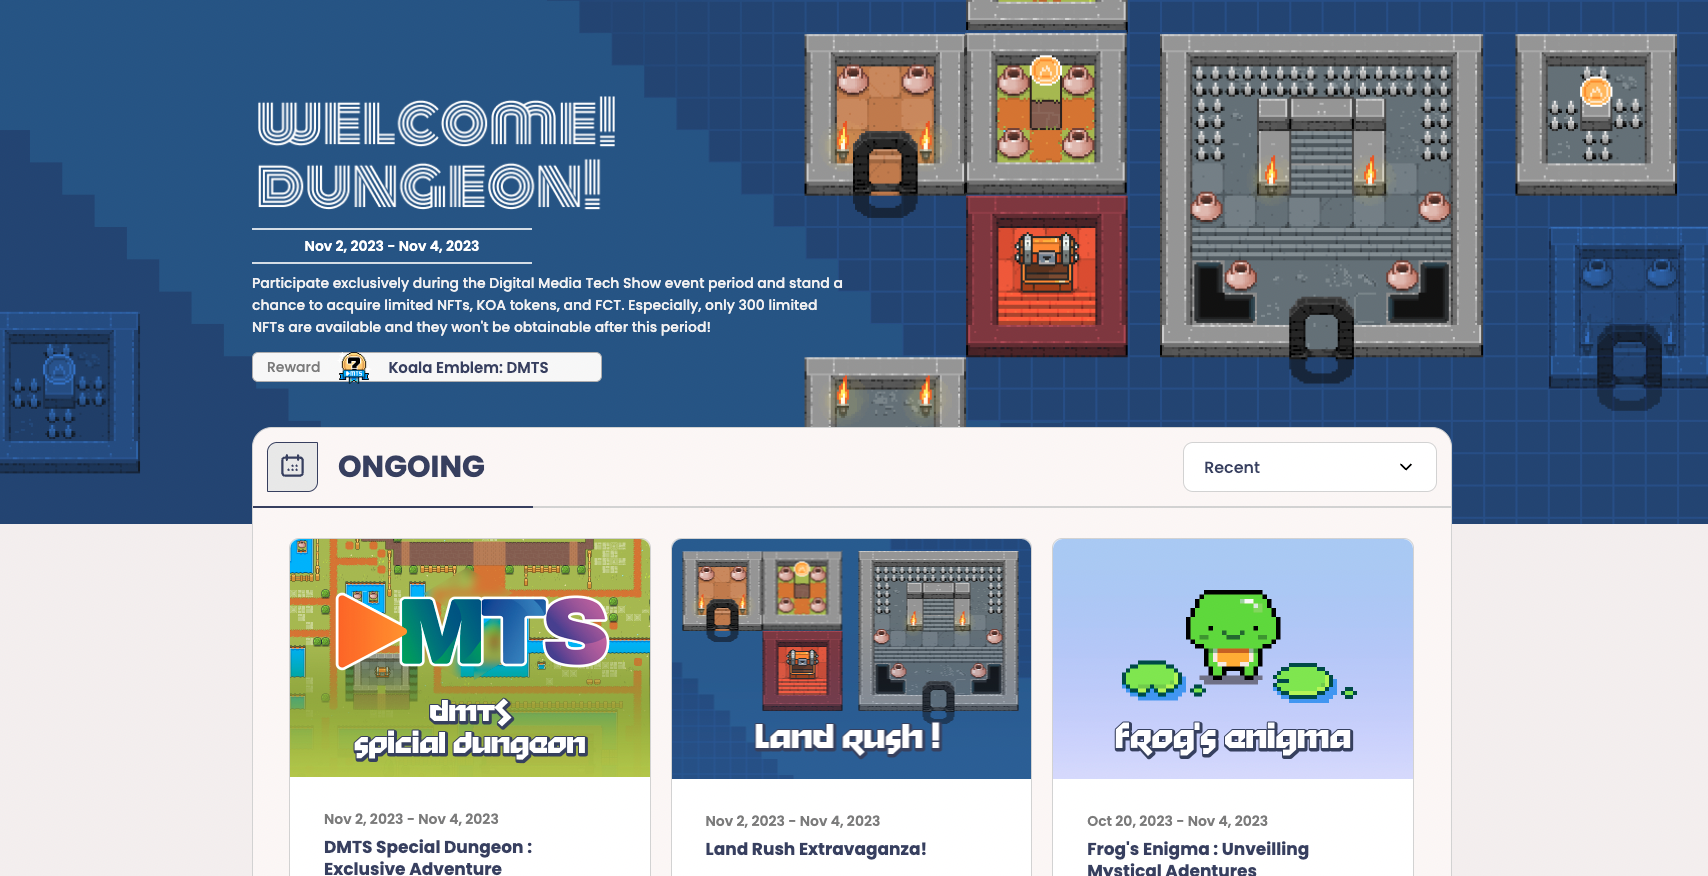 WELCOME!
DUNGEON!
Nov 2, 2023 - Nov 4, 2023
Participate exclusively during the Digital Media Tech Show event period and stand a
chance to acquire limited NFTs, KOA tokens, and FCT. Especially, only 300 limited
NFTs are available and they won't be obtainable after this period!
Reward ? DMTS Koala Emblem: DMTS
ONGOING
Recent
DMTS
dmts
spicial dungeon
Nov 2, 2023 - Nov 4, 2023
DMTS Special Dungeon :
Exclusive Adventure
Land Rush !
Nov 2, 2023 - Nov 4, 2023
Land Rush Extravaganza!
frog's enigma
Oct 20, 2023 - Nov 4, 2023
Frog's Enigma : Unveilling
Mystical Adentures